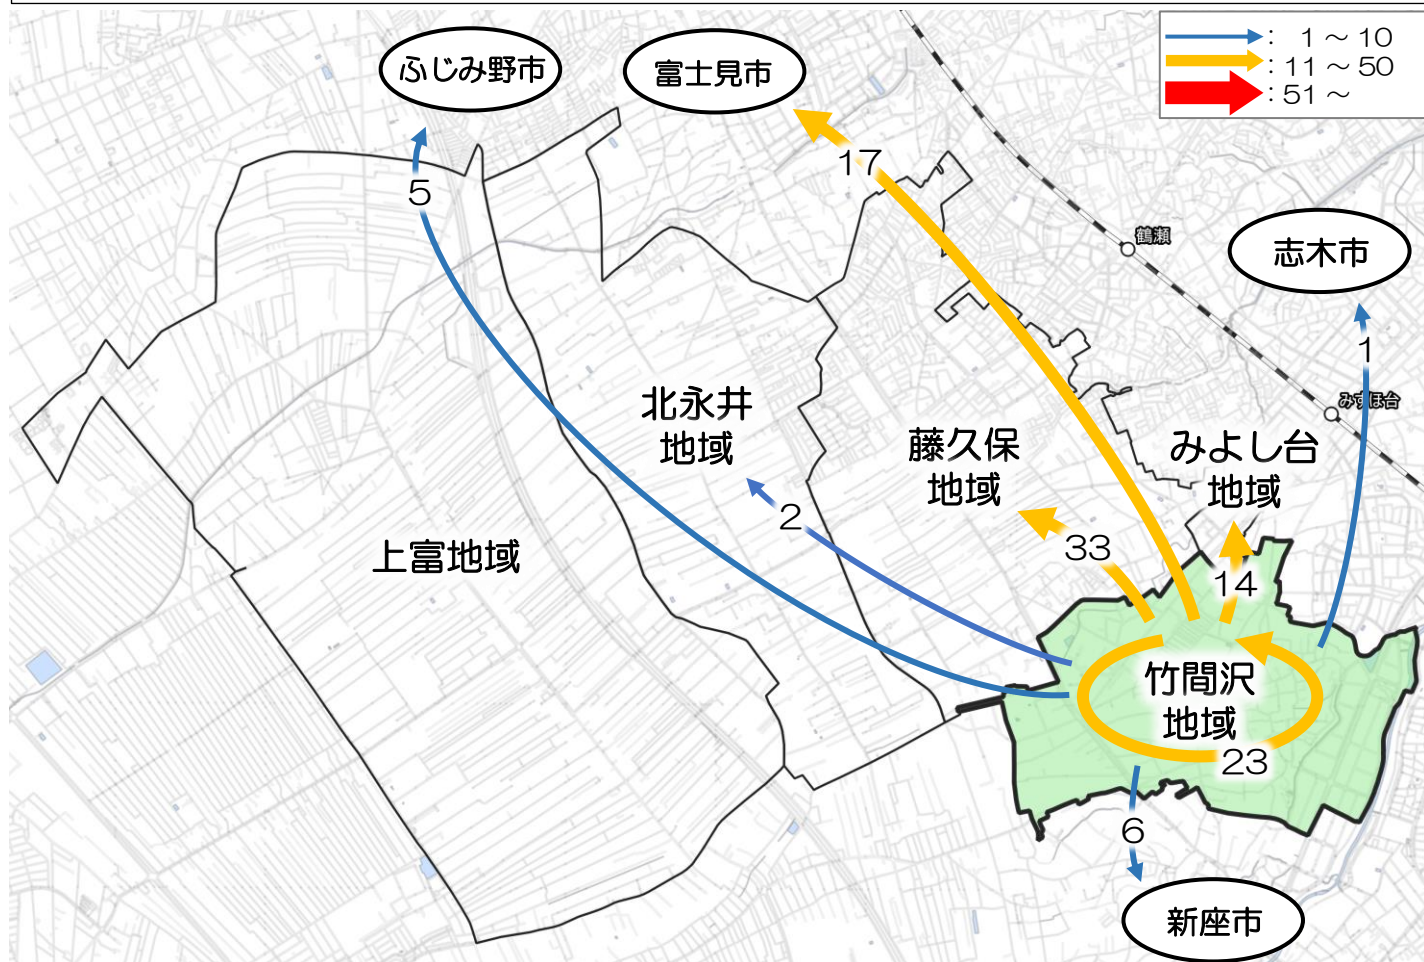 : 1～10
: 11～50
: 51～
ふじみ野市
富士見市
17
5
鶴瀬
志木市
1
みずほ台
北永井
地域
藤久保
地域
みよし台
地域
2
33
上富地域
14
竹間沢
地域
23
6
新座市